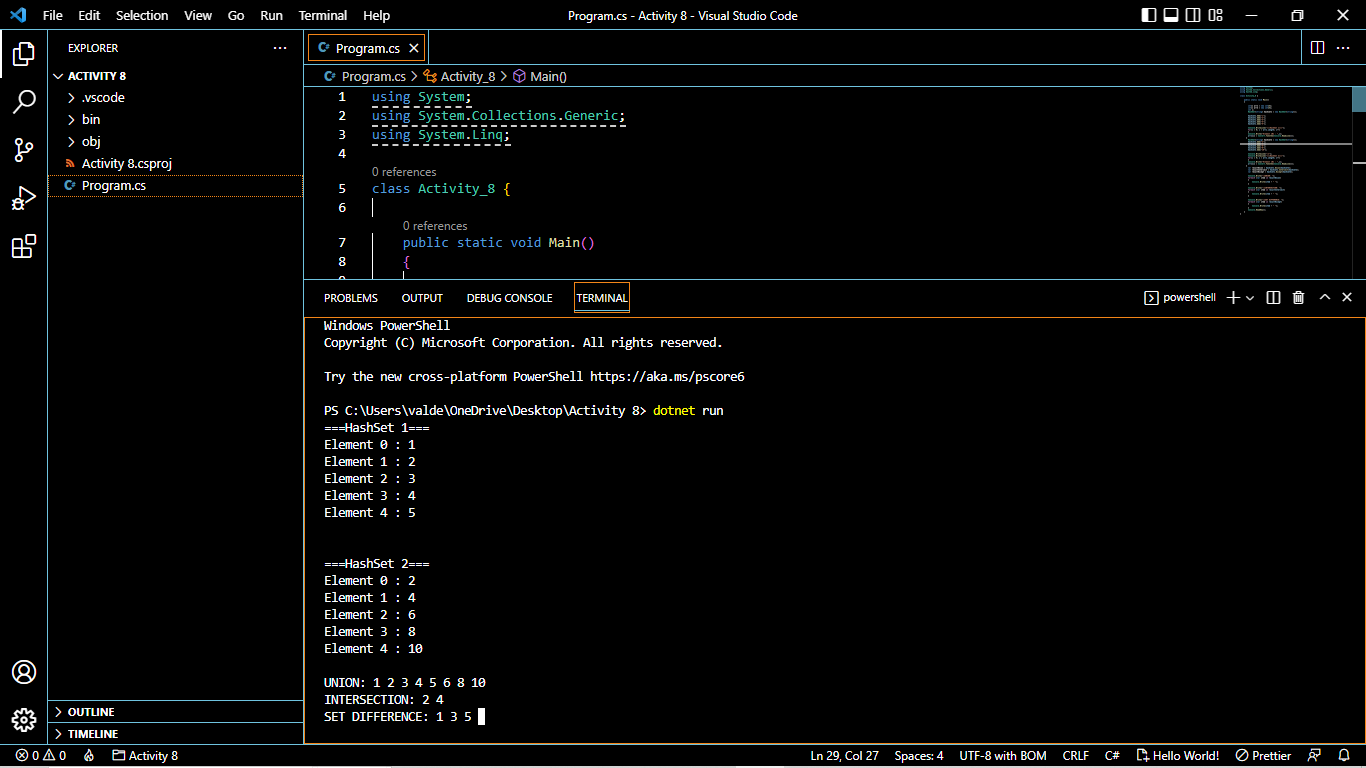 File Edit Selection View Go Run Terminal Help
Program.cs - Activity 8 - Visual Studio Code
EXPLORER
ACTIVITY 8
.vscode
bin
obj
Activity 8.csproj
Program.cs
OUTLINE
TIMELINE
Program.cs
Program.cs > Activity_8 > Main()
1 using System;
2 using System.Collections.Generic;
3 using System.Linq;
4
0 references
5 class Activity_8 {
6
0 references
7 public static void Main()
8 {
PROBLEMS OUTPUT DEBUG CONSOLE TERMINAL
powershell
Windows PowerShell
Copyright (C) Microsoft Corporation. All rights reserved.
Try the new cross-platform PowerShell https://aka.ms/pscore6
PS C:\Users\valde\OneDrive\Desktop\Activity 8> dotnet run
===HashSet 1===
Element 0 : 1
Element 1 : 2
Element 2 : 3
Element 3 : 4
Element 4 : 5
===HashSet 2===
Element 0 : 2
Element 1 : 4
Element 2 : 6
Element 3 : 8
Element 4 : 10
UNION: 1 2 3 4 5 6 8 10
INTERSECTION: 2 4
SET DIFFERENCE: 1 3 5
0 0 Activity 8
Ln 29, Col 27 Spaces: 4 UTF-8 with BOM CRLF C# Hello World! Prettier